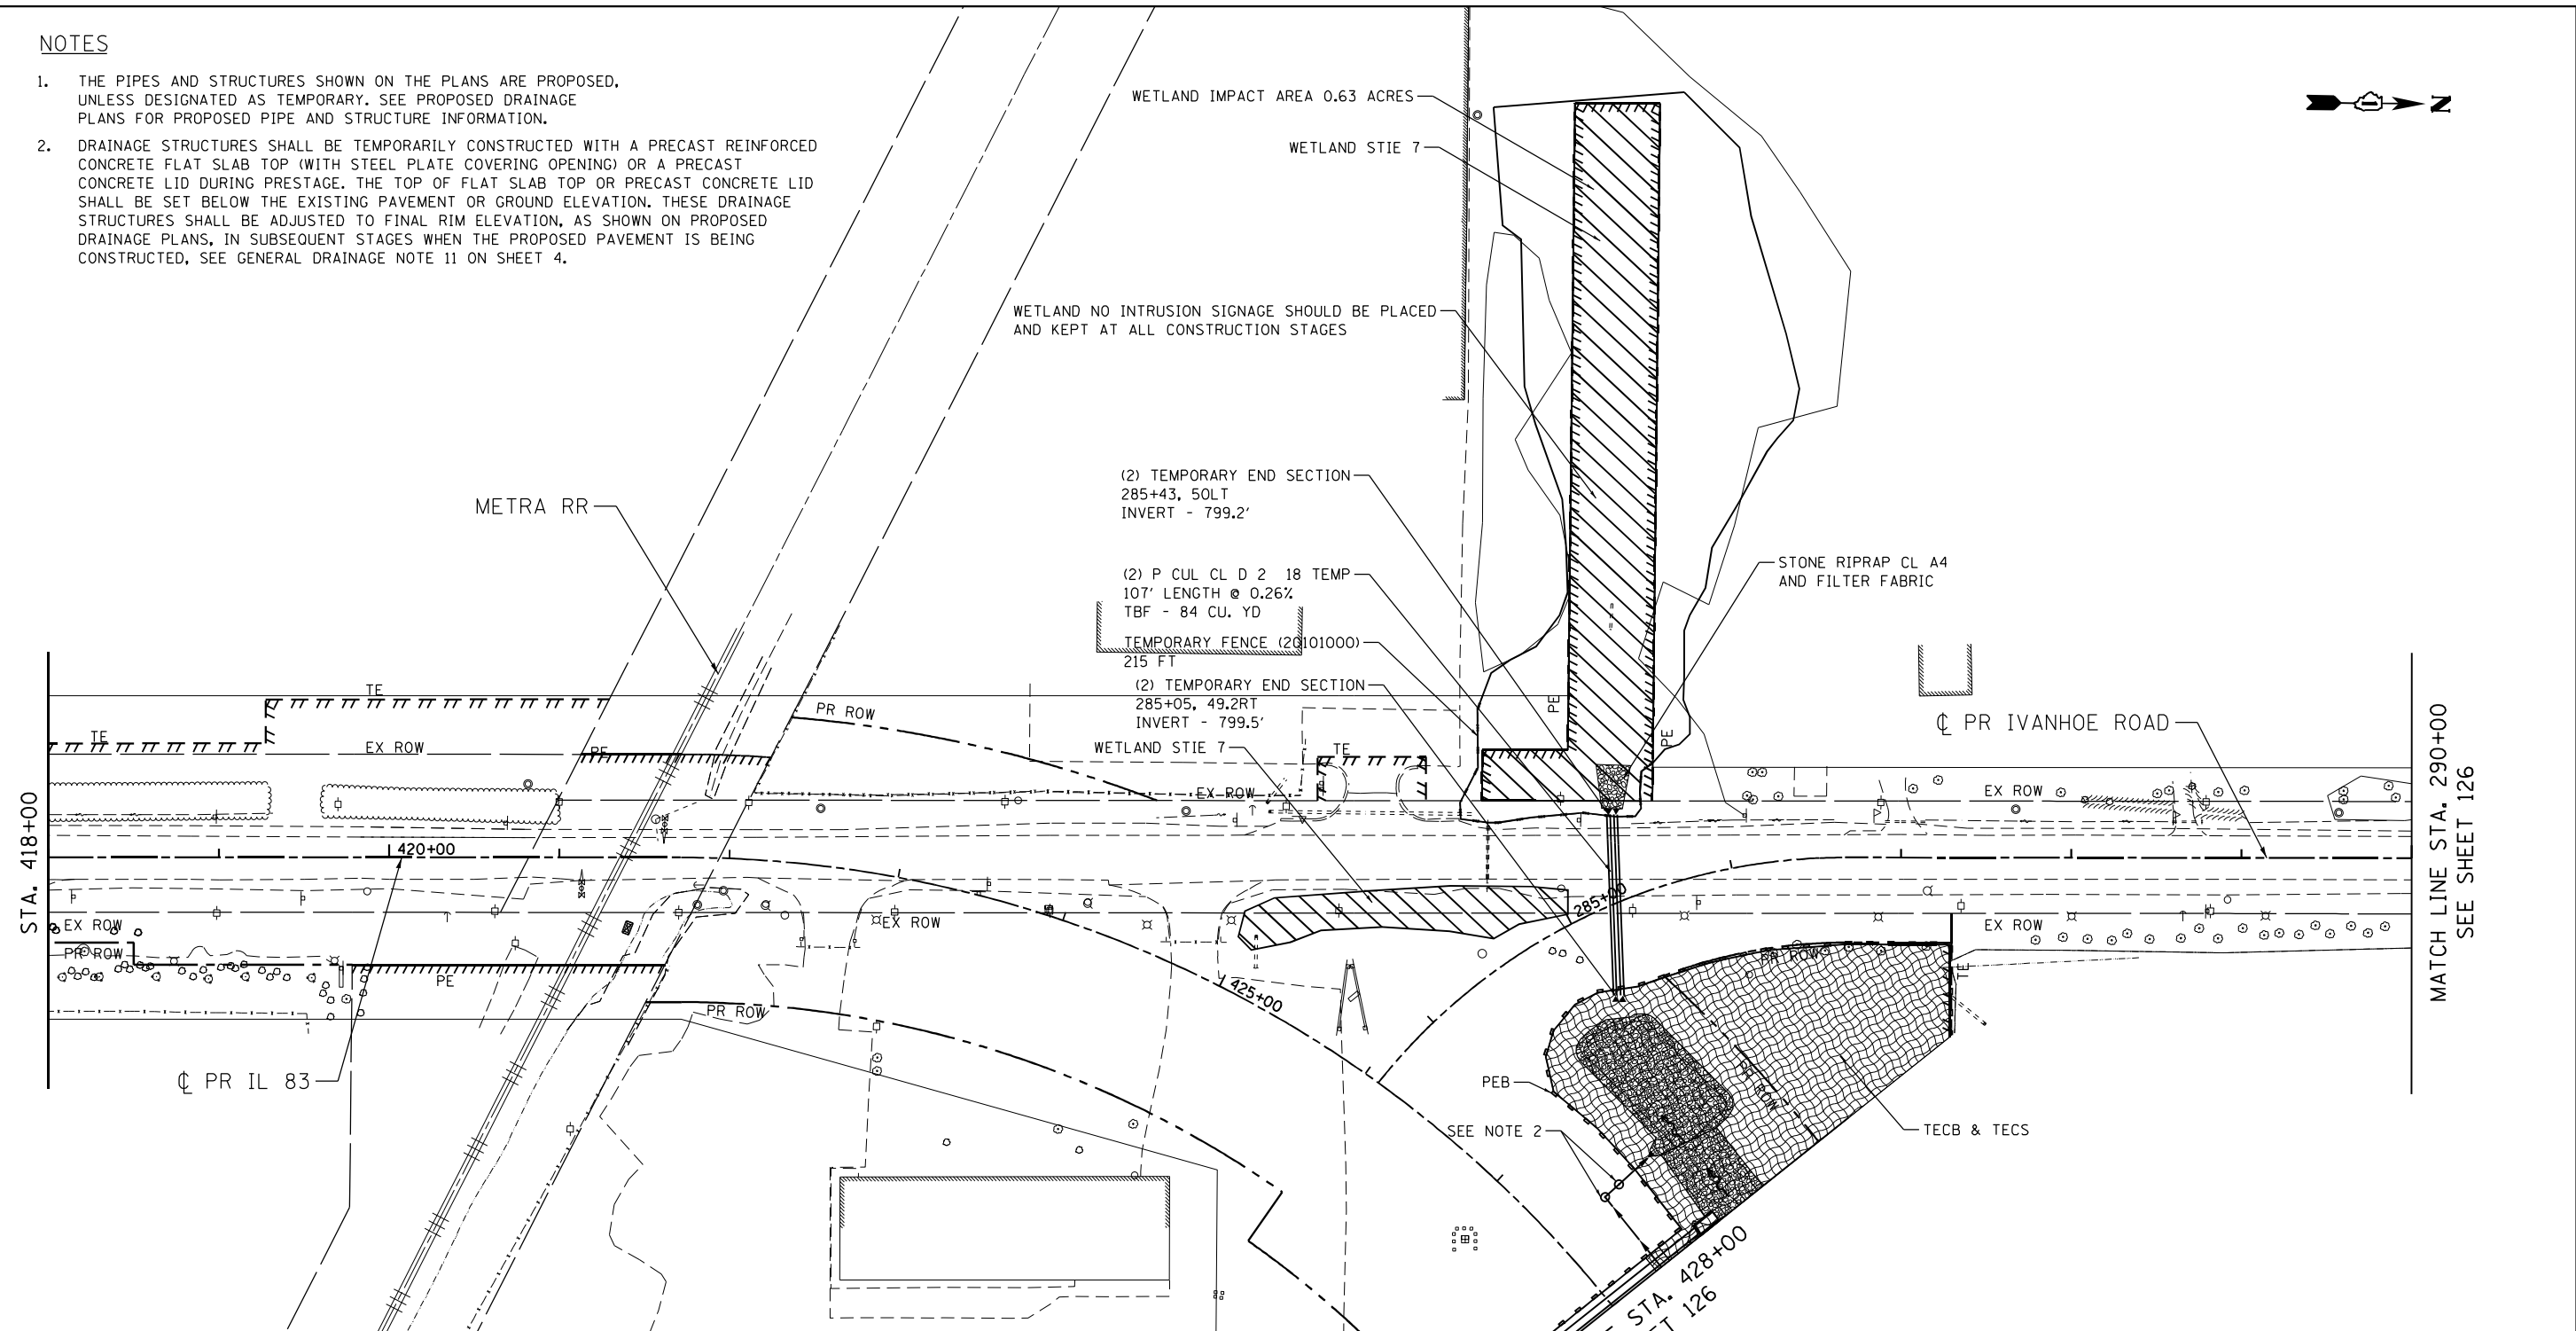 NOTES
1. THE PIPES AND STRUCTURES SHOWN ON THE PLANS ARE PROPOSED,
UNLESS DESIGNATED AS TEMPORARY. SEE PROPOSED DRAINAGE
PLANS FOR PROPOSED PIPE AND STRUCTURE INFORMATION.
2. DRAINAGE STRUCTURES SHALL BE TEMPORARILY CONSTRUCTED WITH A PRECAST REINFORCED
CONCRETE FLAT SLAB TOP (WITH STEEL PLATE COVERING OPENING) OR A PRECAST
CONCRETE LID DURING PRESTAGE. THE TOP OF FLAT SLAB TOP OR PRECAST CONCRETE LID
SHALL BE SET BELOW THE EXISTING PAVEMENT OR GROUND ELEVATION. THESE DRAINAGE
STRUCTURES SHALL BE ADJUSTED TO FINAL RIM ELEVATION, AS SHOWN ON PROPOSED
DRAINAGE PLANS, IN SUBSEQUENT STAGES WHEN THE PROPOSED PAVEMENT IS BEING
CONSTRUCTED, SEE GENERAL DRAINAGE NOTE 11 ON SHEET 4.
WETLAND IMPACT AREA 0.63 ACRES
WETLAND STIE 7
N
WETLAND NO INTRUSION SIGNAGE SHOULD BE PLACED
AND KEPT AT ALL CONSTRUCTION STAGES
METRA RR
(2) TEMPORARY END SECTION
285+43, 50LT
INVERT - 799.2'
(2) P CUL CL D 2 18 TEMP
107' LENGTH @ 0.26%
TBF - 84 CU. YD
TEMPORARY FENCE (20101000)
215 FT
(2) TEMPORARY END SECTION
285+05, 49.2RT
INVERT - 799.5'
WETLAND STIE 7
STONE RIPRAP CL A4
AND FILTER FABRIC
℄ PR IVANHOE ROAD
TE
TE
EX ROW
PE
PR ROW
TE
EX ROW
PE
PE
EX ROW
STA. 418+00
420+00
MATCH LINE STA. 290+00
SEE SHEET 126
EX ROW
PR ROW
PE
EX ROW
285+00
EX ROW
PR ROW
TE
PR ROW
425+00
℄ PR IL 83
PEB
PR ROW
SEE NOTE 2
TECB & TECS
STA. 428+00
126